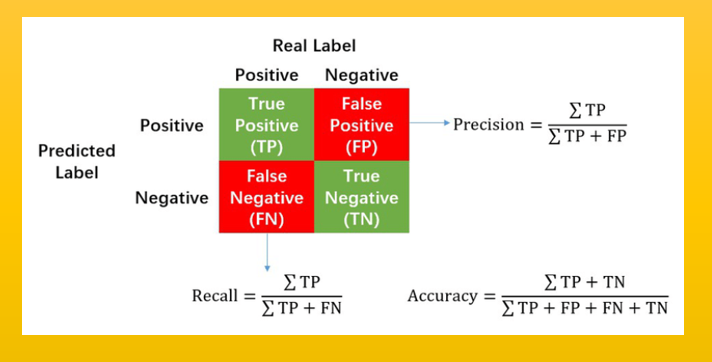 Real Label
Positive Negative
Predicted
Label
Positive
True
Positive
(TP)
False
Positive
(FP)
Precision = ∑ TP / ∑ TP + FP
Negative
False
Negative
(FN)
True
Negative
(TN)
Recall = ∑ TP / ∑ TP + FN
Accuracy = ∑ TP + TN / ∑ TP + FP + FN + TN